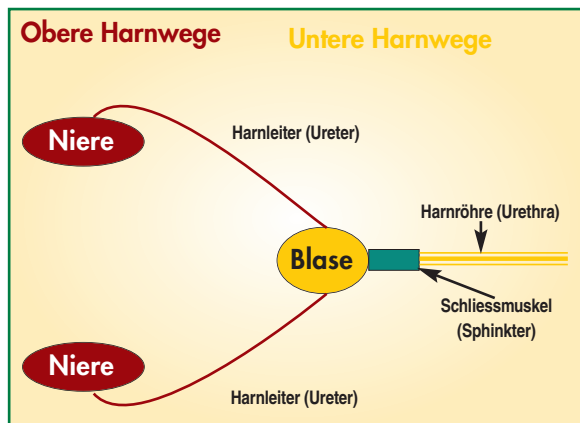 Obere Harnwege
Untere Harnwege
Niere
Harnleiter (Ureter)
Harnröhre (Urethra)
Blase
Schliessmuskel
(Sphinkter)
Niere
Harnleiter (Ureter)